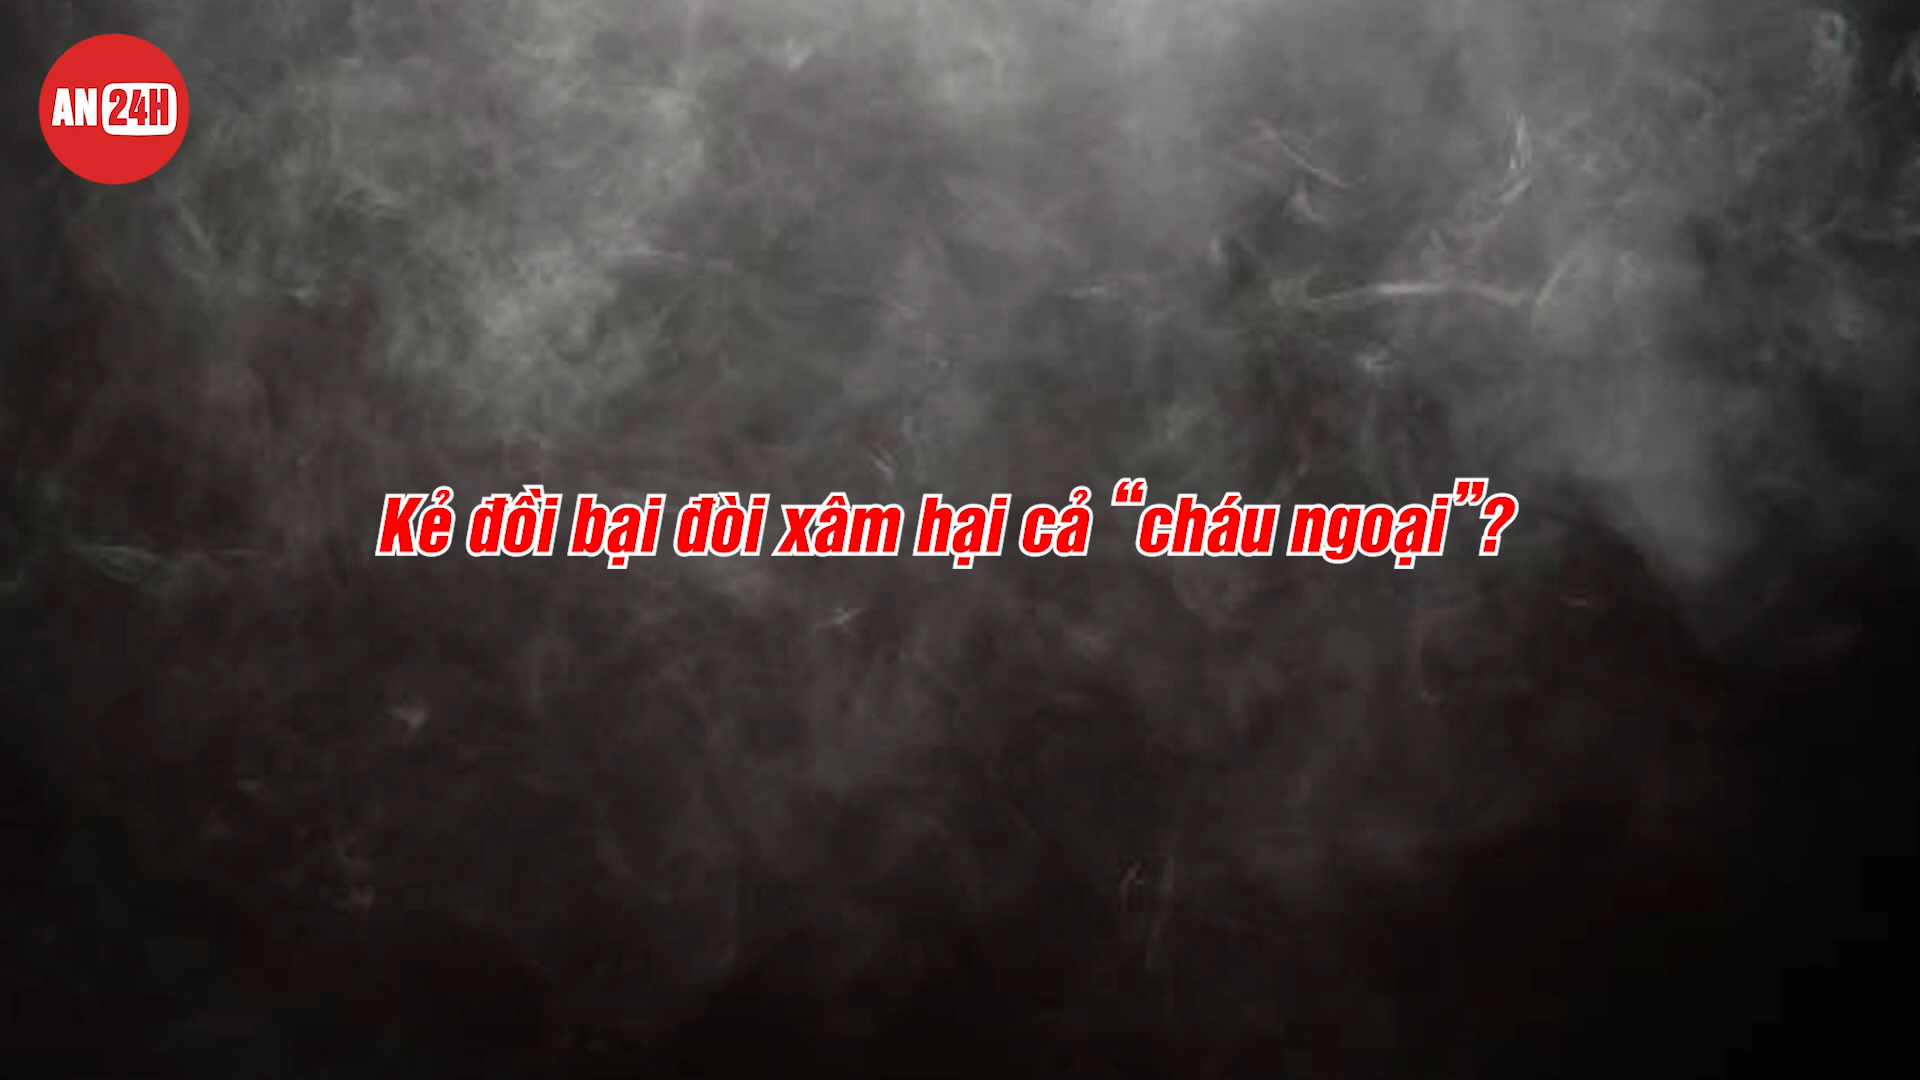 AN 24H
Kẻ đồi bại đòi xâm hại cả “cháu ngoại”?